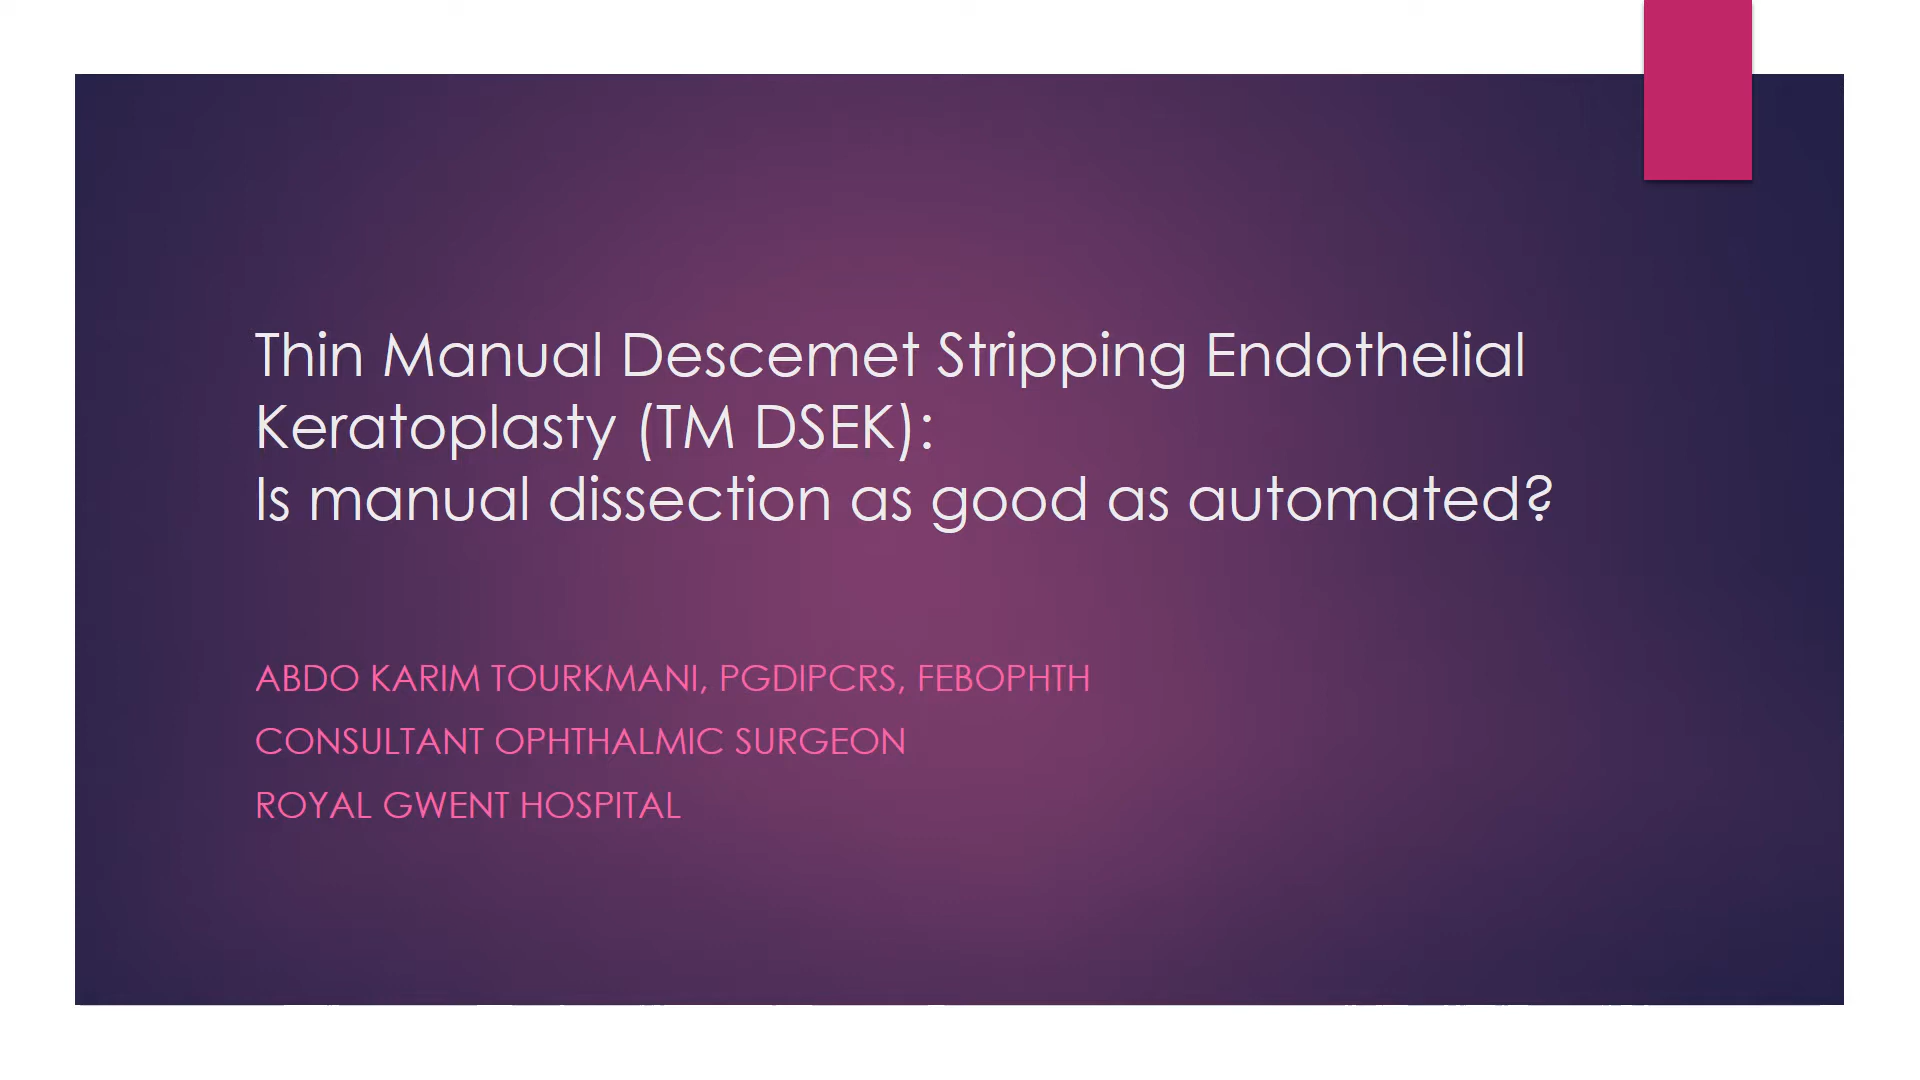 Thin Manual Descemet Stripping Endothelial
Keratoplasty (TM DSEK):
Is manual dissection as good as automated?
ABDO KARIM TOURKMANI, PGDIPCRS, FEBOPHTH
CONSULTANT OPHTHALMIC SURGEON
ROYAL GWENT HOSPITAL